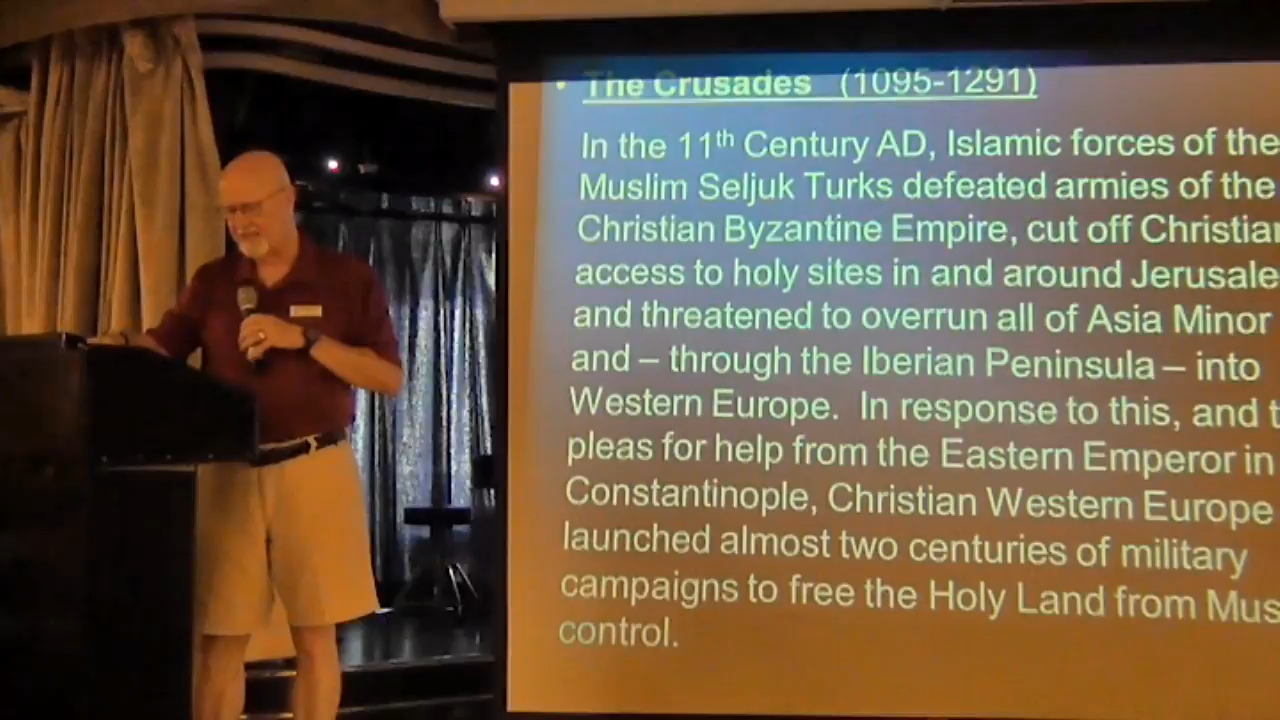 • The Crusades (1095-1291)
In the 11th Century AD, Islamic forces of the
Muslim Seljuk Turks defeated armies of the
Christian Byzantine Empire, cut off Christian
access to holy sites in and around Jerusale
and threatened to overrun all of Asia Minor
and – through the Iberian Peninsula – into
Western Europe. In response to this, and t
pleas for help from the Eastern Emperor in
Constantinople, Christian Western Europe
launched almost two centuries of military
campaigns to free the Holy Land from Mus
control.